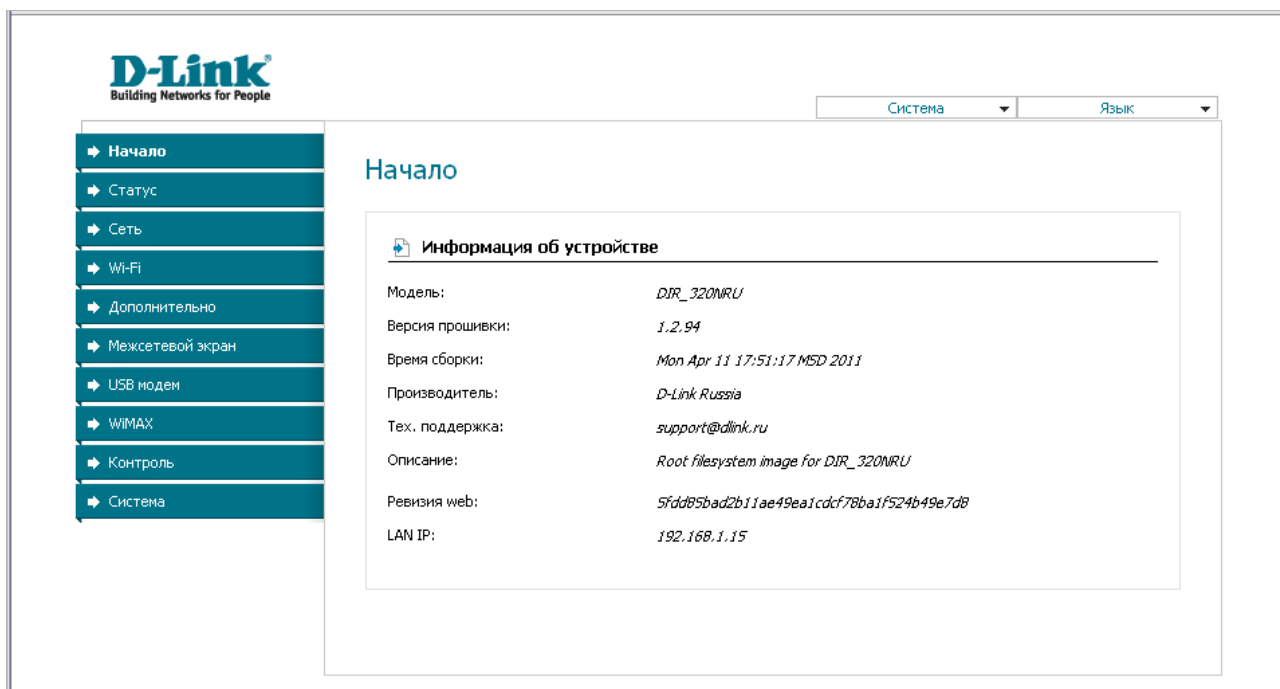 D-Link®
Building Networks for People
Система Язык
Начало
Статус
Сеть
Wi-Fi
Дополнительно
Межсетевой экран
USB модем
WiMAX
Контроль
Система
Начало
Информация об устройстве
Модель: DIR_320NRU
Версия прошивки: 1.2.94
Время сборки: Mon Apr 11 17:51:17 MSD 2011
Производитель: D-Link Russia
Тех. поддержка: support@dlink.ru
Описание: Root filesystem image for DIR_320NRU
Ревизия web: 5fdd85bad2b11ae49ea1cdcf78ba1f524b49e7d8
LAN IP: 192.168.1.15